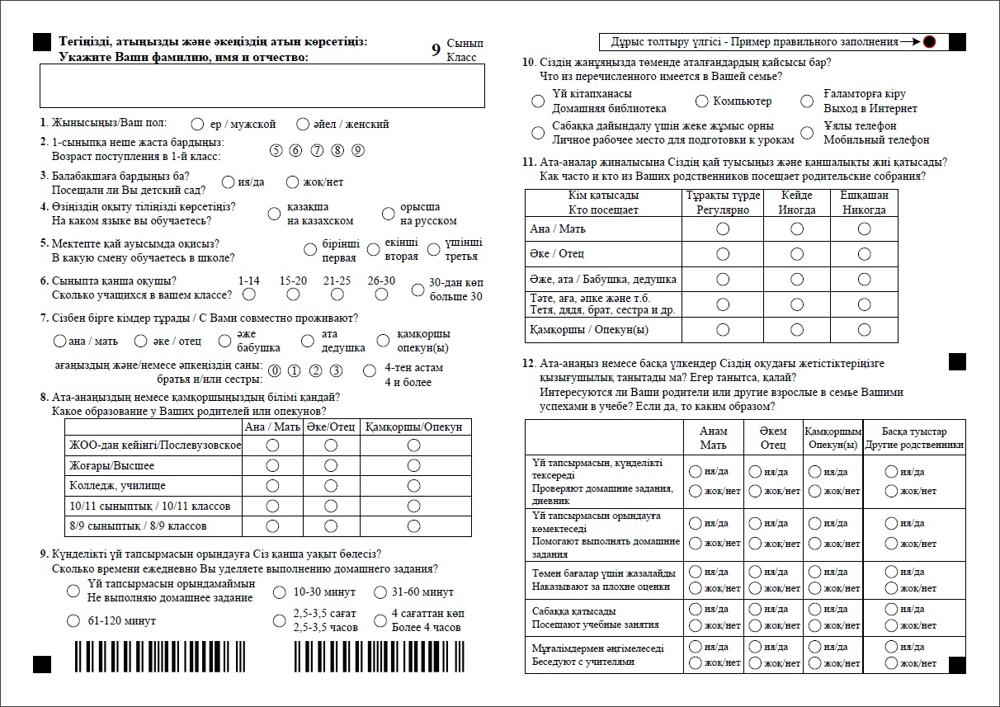 Тегіңізді, атыңызды және әкеңіздің атын көрсетіңіз:
Укажите Ваши фамилию, имя и отчество:
9 Сынып
Класс
1. Жынысыңыз/Ваш пол: ер / мужской әйел / женский
2. 1-сыныпқа неше жаста бардыңыз:
Возраст поступления в 1-й класс: 5 6 7 8 9
3. Балабақшаға бардыңыз ба?
Посещали ли Вы детский сад? ия/да жоқ/нет
4. Өзіңіздің оқыту тіліңізді көрсетіңіз? қазақша орысша
На каком языке вы обучаетесь? на казахском на русском
5. Мектепте қай ауысымда оқисыз? бірінші екінші үшінші
В какую смену обучаетесь в школе? первая вторая третья
6. Сыныпта қанша оқушы? 1-14 15-20 21-25 26-30 30-дан көп
Сколько учащихся в вашем классе? больше 30
7. Сізбен бірге кімдер тұрады / С Вами совместно проживают?
ана / мать әке / отец әже ата қамқоршы
бабушка дедушка опекун(ы)
ағаңыздың және/немесе әпкеңіздің саны: 0 1 2 3 4-тен астам
братья и/или сестры: 4 и более
8. Ата-анаңыздың немесе қамқоршыңыздың білімі қандай?
Какое образование у Ваших родителей или опекунов?
Ана / Мать Әке/Отец Қамқоршы/Опекун
ЖОО-дан кейінгі/Послевузовское
Жоғары/Высшее
Колледж, училище
10/11 сыныптық / 10/11 классов
8/9 сыныптық / 8/9 классов
9. Күнделікті үй тапсырмасын орындауға Сіз қанша уақыт бөлесіз?
Сколько времени ежедневно Вы уделяете выполнению домашнего задания?
Үй тапсырмасын орындамаймын
Не выполняю домашнее задание 10-30 минут 31-60 минут
61-120 минут 2,5-3,5 сағат 4 сағаттан көп
2,5-3,5 часов Более 4 часов
Дұрыс толтыру үлгісі - Пример правильного заполнения
10. Сіздің жанұяңызда төменде аталғандардың қайсысы бар?
Что из перечисленного имеется в Вашей семье?
Үй кітапханасы Компьютер Ғаламторға кіру
Домашняя библиотека Выход в Интернет
Сабаққа дайындалу үшін жеке жұмыс орны Ұялы телефон
Личное рабочее место для подготовки к урокам Мобильный телефон
11. Ата-аналар жиналысына Сіздің қай туысыңыз және қаншалықты жиі қатысады?
Как часто и кто из Ваших родственников посещает родительские собрания?
Кім қатысады Тұрақты түрде Кейде Ешқашан
Кто посещает Регулярно Иногда Никогда
Ана / Мать
Әке / Отец
Әже, ата / Бабушка, дедушка
Тәте, аға, әпке және т.б.
Тетя, дядя, брат, сестра и др.
Қамқоршы / Опекун(ы)
12. Ата-анаңыз немесе басқа үлкендер Сіздің оқудағы жетістіктеріңізге
қызығушылық танытады ма? Егер танытса, қалай?
Интересуются ли Ваши родители или другие взрослые в семье Вашими
успехами в учебе? Если да, то каким образом?
Анам Әкем Қамқоршым Басқа туыстар
Мать Отец Опекун(ы) Другие родственники
Үй тапсырмасын, күнделікті
тексереді ия/да ия/да ия/да ия/да
Проверяют домашние задания, жоқ/нет жоқ/нет жоқ/нет жоқ/нет
дневник
Үй тапсырмасын орындауға
көмектеседі ия/да ия/да ия/да ия/да
Помогают выполнять домашние жоқ/нет жоқ/нет жоқ/нет жоқ/нет
задания
Төмен бағалар үшін жазалайды ия/да ия/да ия/да ия/да
Наказывают за плохие оценки жоқ/нет жоқ/нет жоқ/нет жоқ/нет
Сабаққа қатысады ия/да ия/да ия/да ия/да
Посещают учебные занятия жоқ/нет жоқ/нет жоқ/нет жоқ/нет
Мұғалімдермен әңгімелеседі ия/да ия/да ия/да ия/да
Беседуют с учителями жоқ/нет жоқ/нет жоқ/нет жоқ/нет